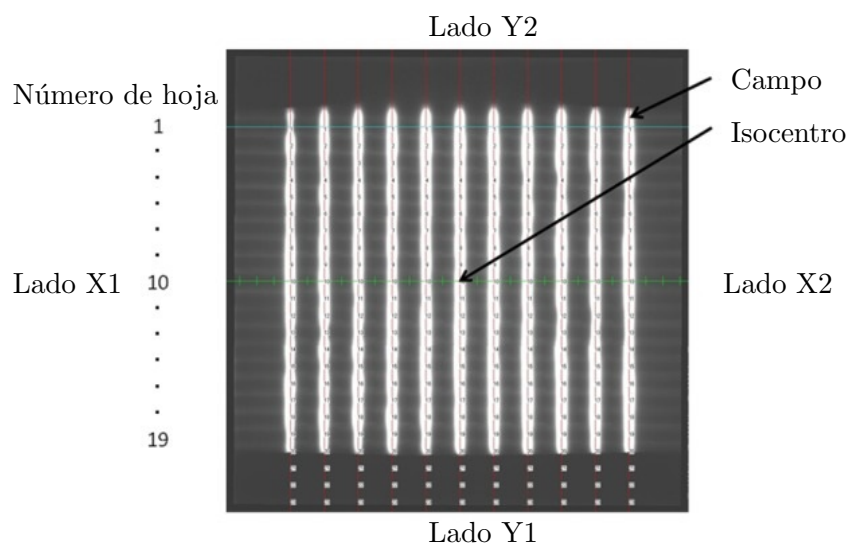 Lado Y2
Número de hoja
Campo
1
Isocentro
Lado X1
10
Lado X2
19
Lado Y1